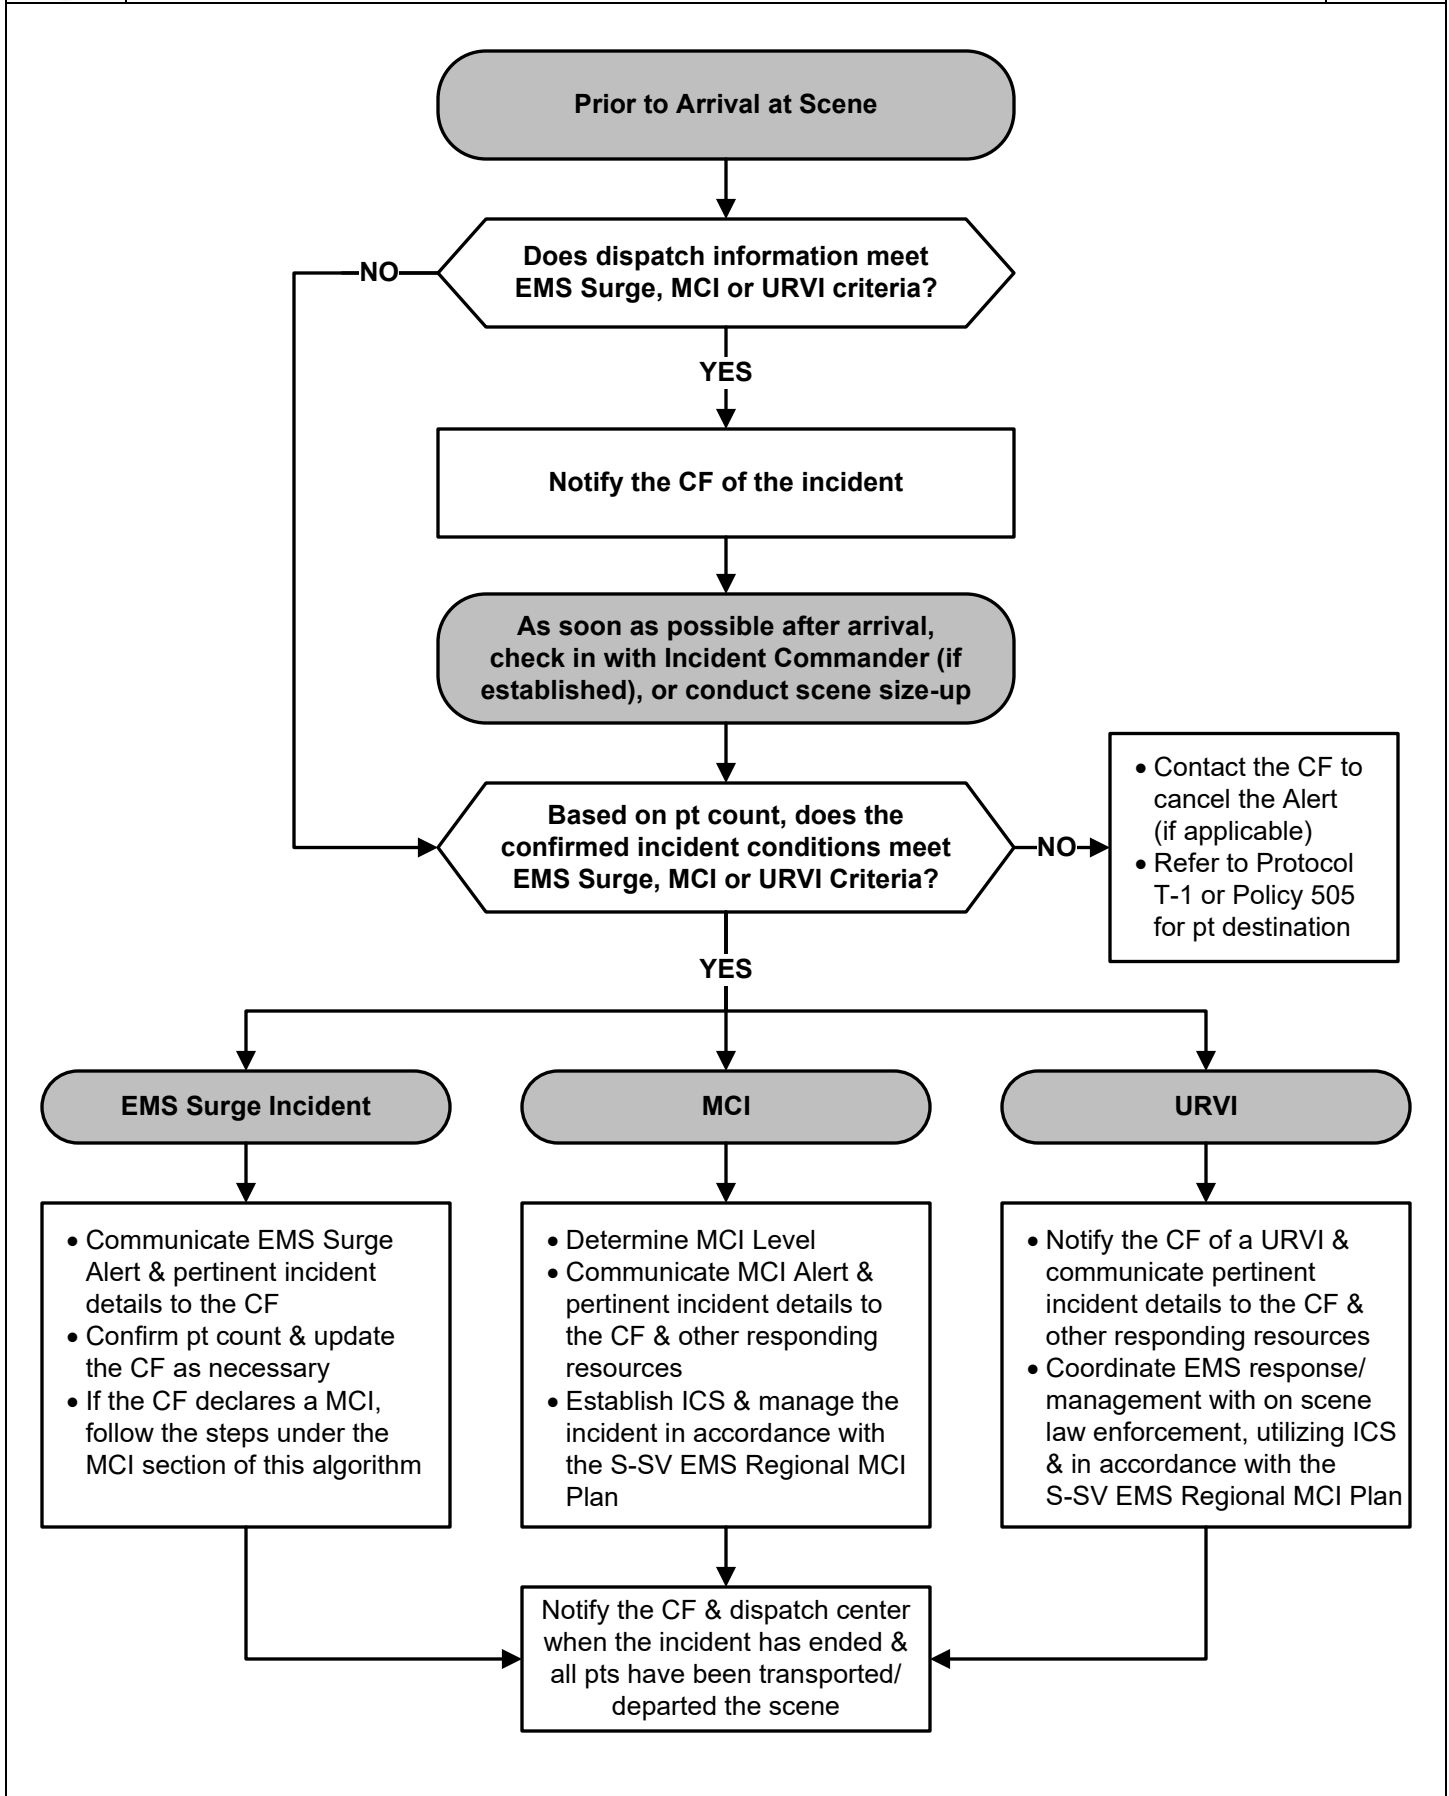 Prior to Arrival at Scene
Does dispatch information meet
EMS Surge, MCI or URVI criteria?
NO
YES
Notify the CF of the incident
As soon as possible after arrival,
check in with Incident Commander (if
established), or conduct scene size-up
Based on pt count, does the
confirmed incident conditions meet
EMS Surge, MCI or URVI Criteria?
NO
• Contact the CF to
cancel the Alert
(if applicable)
• Refer to Protocol
T-1 or Policy 505
for pt destination
YES
EMS Surge Incident
• Communicate EMS Surge
Alert & pertinent incident
details to the CF
• Confirm pt count & update
the CF as necessary
• If the CF declares a MCI,
follow the steps under the
MCI section of this algorithm
MCI
• Determine MCI Level
• Communicate MCI Alert &
pertinent incident details to
the CF & other responding
resources
• Establish ICS & manage the
incident in accordance with
the S-SV EMS Regional MCI
Plan
URVI
• Notify the CF of a URVI &
communicate pertinent
incident details to the CF &
other responding resources
• Coordinate EMS response/
management with on scene
law enforcement, utilizing ICS
& in accordance with the
S-SV EMS Regional MCI Plan
Notify the CF & dispatch center
when the incident has ended &
all pts have been transported/
departed the scene